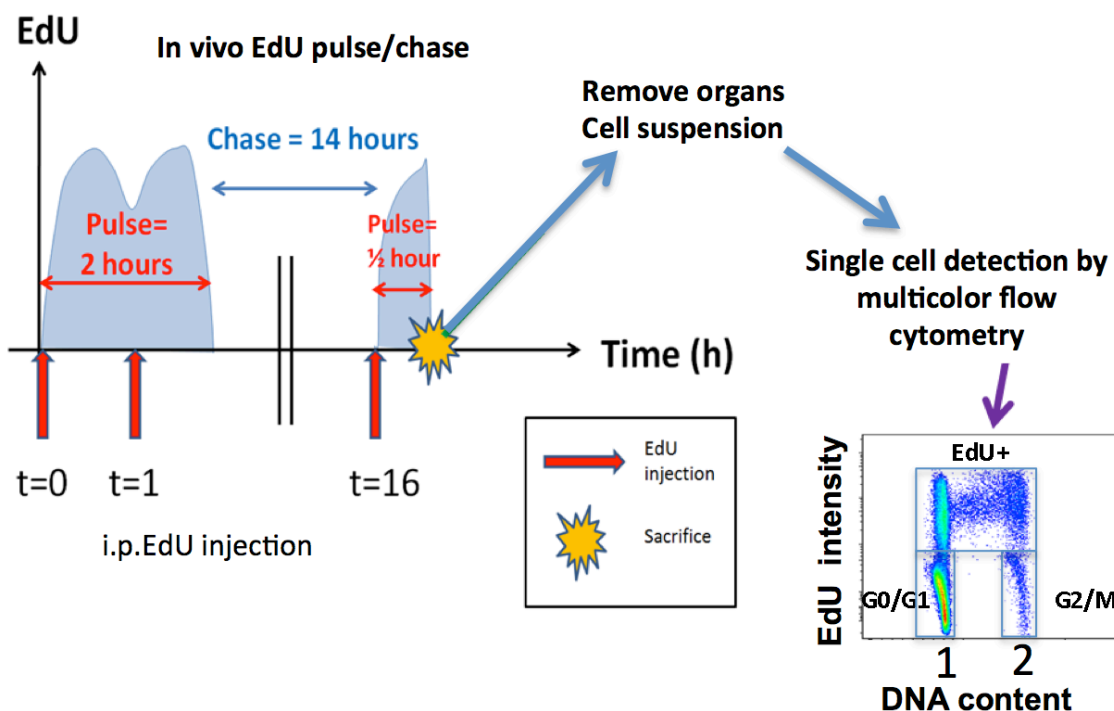 EdU
In vivo EdU pulse/chase
Chase = 14 hours
Pulse=
2 hours
Pulse=
½ hour
Time (h)
t=0
t=1
t=16
i.p.EdU injection
EdU
injection
Sacrifice
Remove organs
Cell suspension
Single cell detection by
multicolor flow
cytometry
EdU+
EdU intensity
G0/G1
G2/M
1
2
DNA content